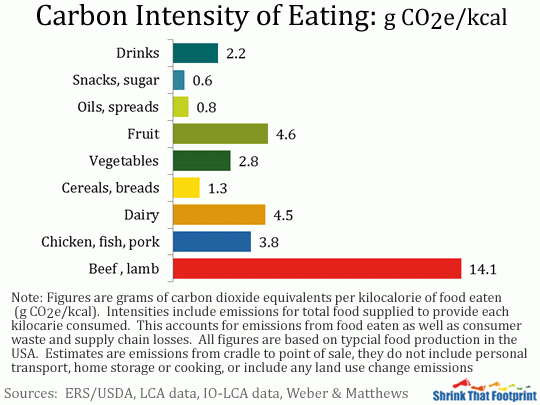 Carbon Intensity of Eating: g CO2e/kcal
Drinks 2.2
Snacks, sugar 0.6
Oils, spreads 0.8
Fruit 4.6
Vegetables 2.8
Cereals, breads 1.3
Dairy 4.5
Chicken, fish, pork 3.8
Beef , lamb 14.1
Note: Figures are grams of carbon dioxide equivalents per kilocalorie of food eaten
(g CO2e/kcal). Intensities include emissions for total food supplied to provide each
kilocarie consumed. This accounts for emissions from food eaten as well as consumer
waste and supply chain losses. All figures are based on typcial food production in the
USA. Estimates are emissions from cradle to point of sale, they do not include personal
transport, home storage or cooking, or include any land use change emissions
Sources: ERS/USDA, LCA data, IO-LCA data, Weber & Matthews
Shrink That Footprint